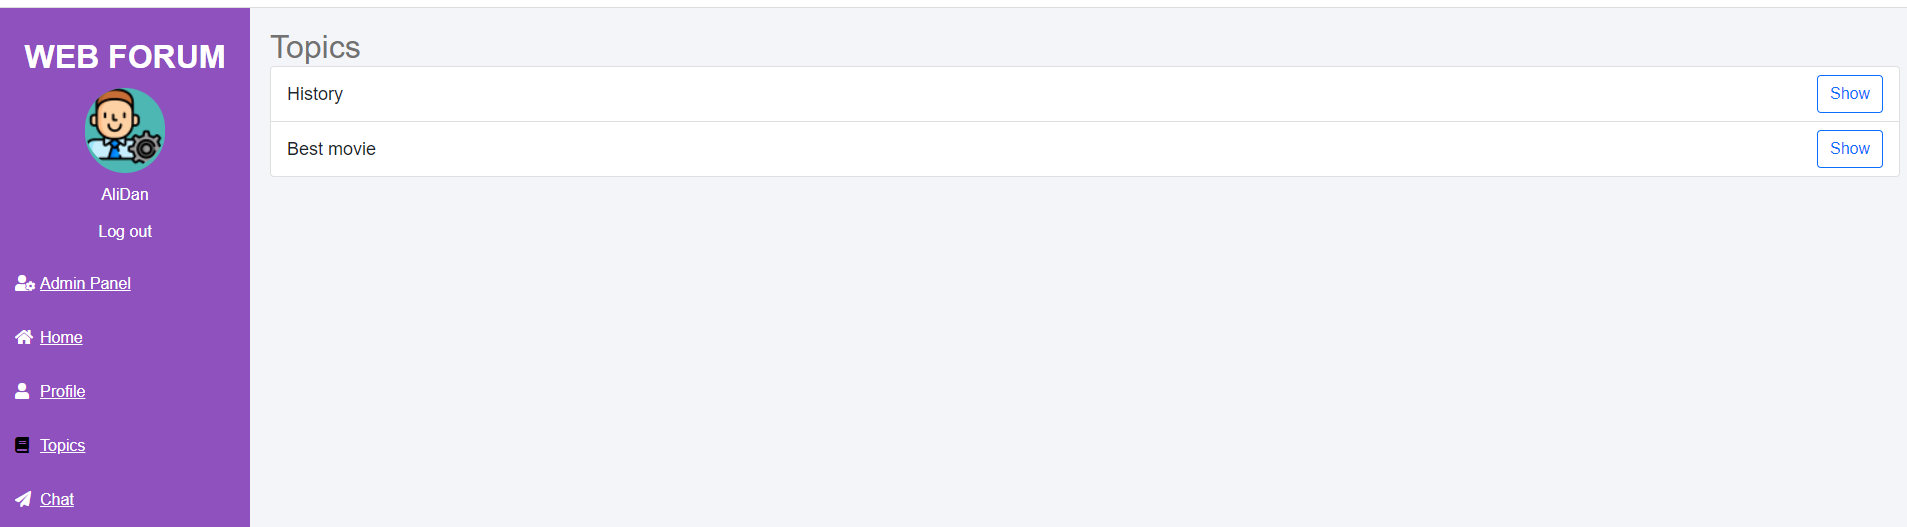 WEB FORUM
AliDan
Log out
Admin Panel
Home
Profile
Topics
Chat
Topics
History
Show
Best movie
Show